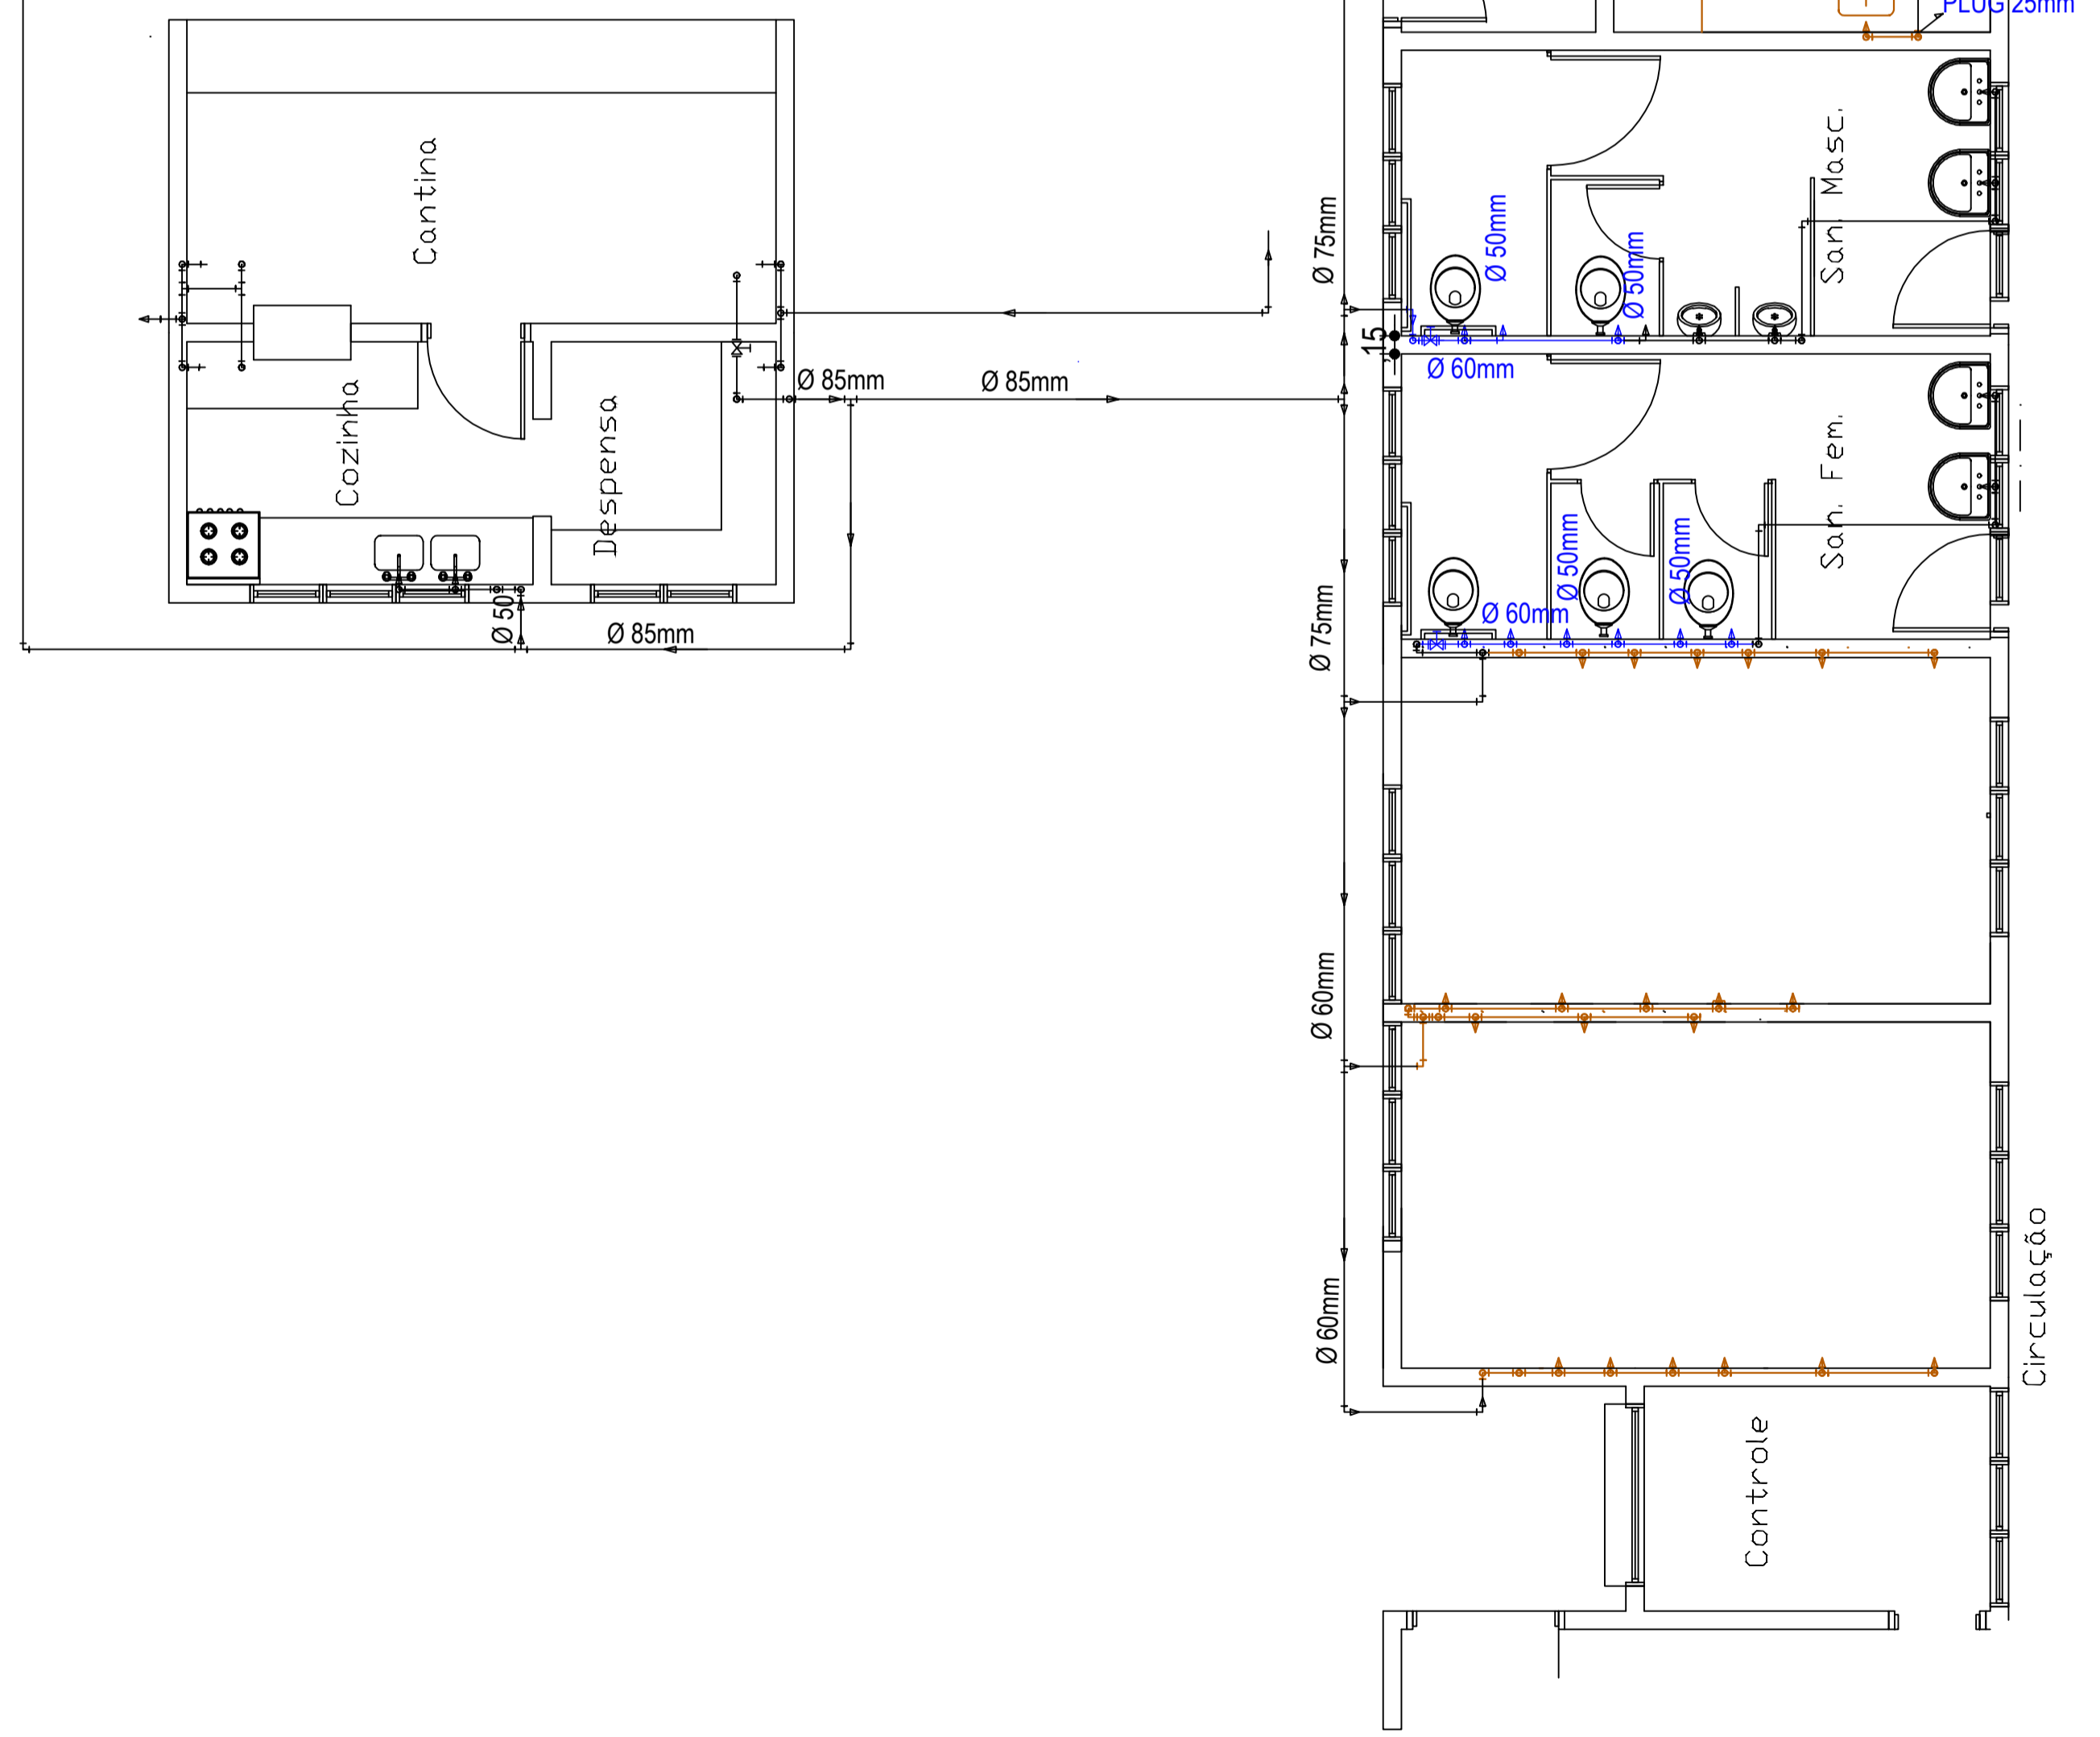 PLUG 25mm
Cantina
San. Masc.
Ø 75mm
Ø 50mm
Ø 50mm
15
Ø 60mm
Ø 85mm
Ø 85mm
Cozinha
Despensa
San. Fem.
Ø 50mm
Ø 50mm
Ø 60mm
Ø 50
Ø 85mm
Ø 75mm
Ø 60mm
Circulação
Ø 60mm
Controle